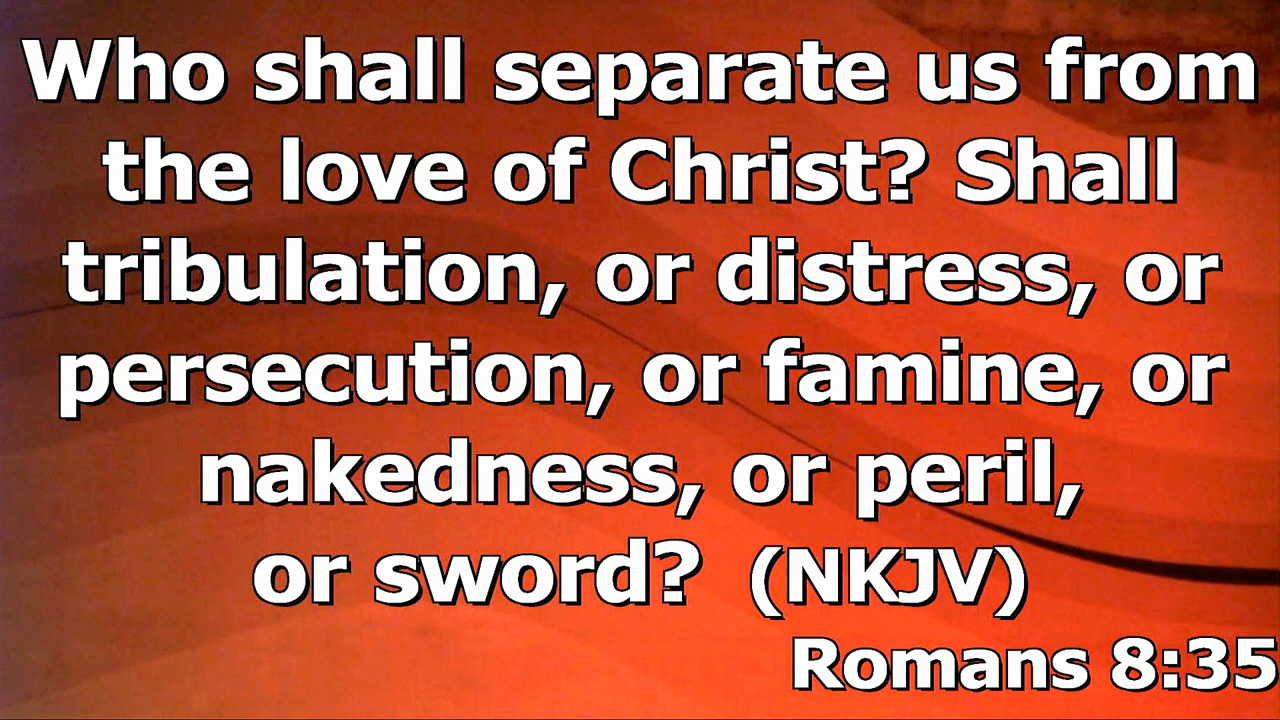 Who shall separate us from
the love of Christ? Shall
tribulation, or distress, or
persecution, or famine, or
nakedness, or peril,
or sword? (NKJV)
Romans 8:35